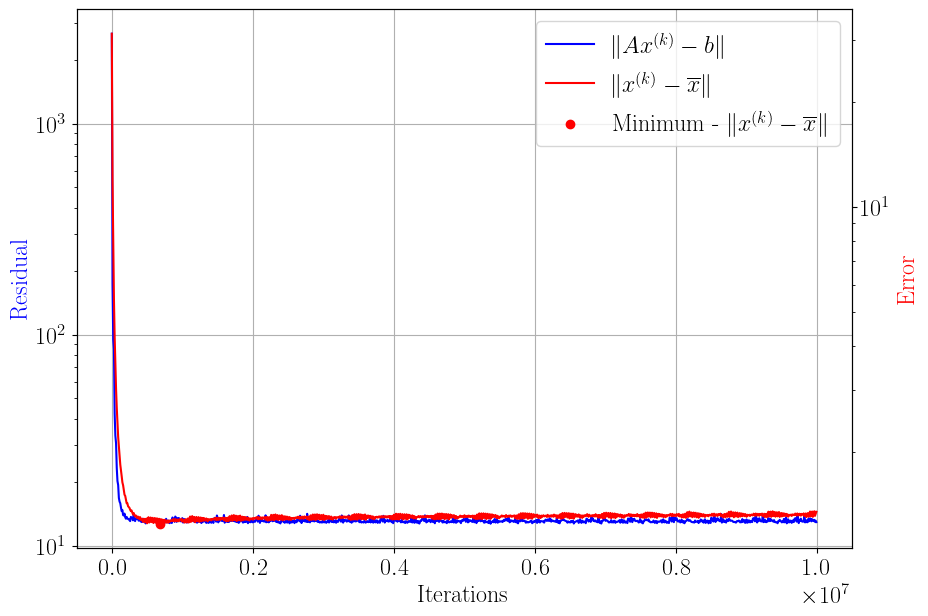 ‖Ax^(k) − b‖
‖x^(k) − x̅‖
Minimum - ‖x^(k) − x̅‖
10^3
10^2
10^1
Residual
10^1
Error
0.0 0.2 0.4 0.6 0.8 1.0
×10^7
Iterations